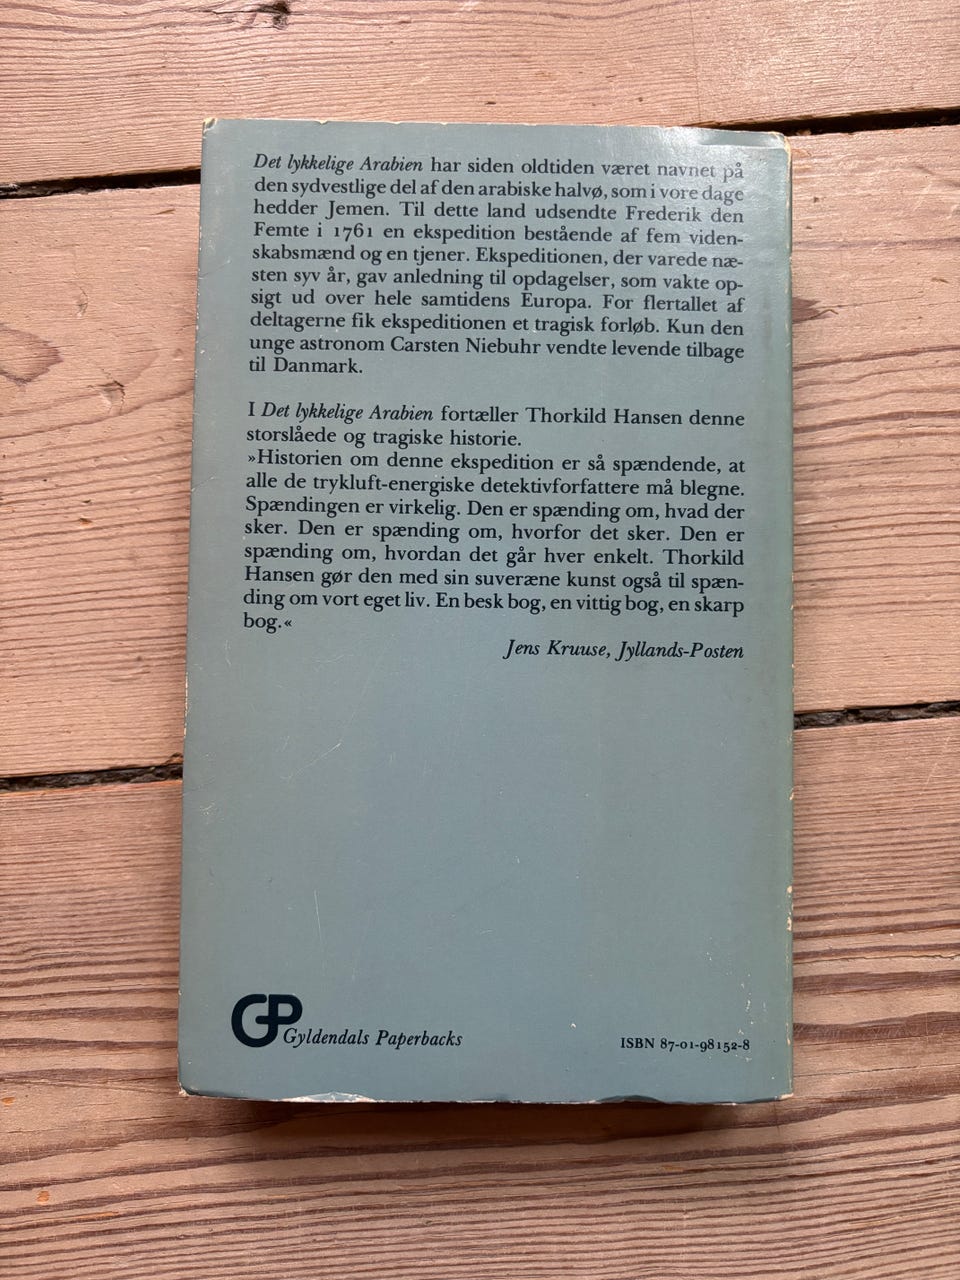 Det lykkelige Arabien har siden oldtiden været navnet på
den sydvestlige del af den arabiske halvø, som i vore dage
hedder Jemen. Til dette land udsendte Frederik den
Femte i 1761 en ekspedition bestående af fem viden-
skabsmænd og en tjener. Ekspeditionen, der varede næ-
sten syv år, gav anledning til opdagelser, som vakte op-
sigt ud over hele samtidens Europa. For flertallet af
deltagerne fik ekspeditionen et tragisk forløb. Kun den
unge astronom Carsten Niebuhr vendte levende tilbage
til Danmark.
I Det lykkelige Arabien fortæller Thorkild Hansen denne
storslåede og tragiske historie.
»Historien om denne ekspedition er så spændende, at
alle de trykluft-energiske detektivforfattere må blegne.
Spændingen er virkelig. Den er spænding om, hvad der
sker. Den er spænding om, hvorfor det sker. Den er
spænding om, hvordan det går hver enkelt. Thorkild
Hansen gør den med sin suveræne kunst også til spæn-
ding om vort eget liv. En besk bog, en vittig bog, en skarp
bog.«
Jens Kruuse, Jyllands-Posten
GP
Gyldendals Paperbacks
ISBN 87-01-98152-8